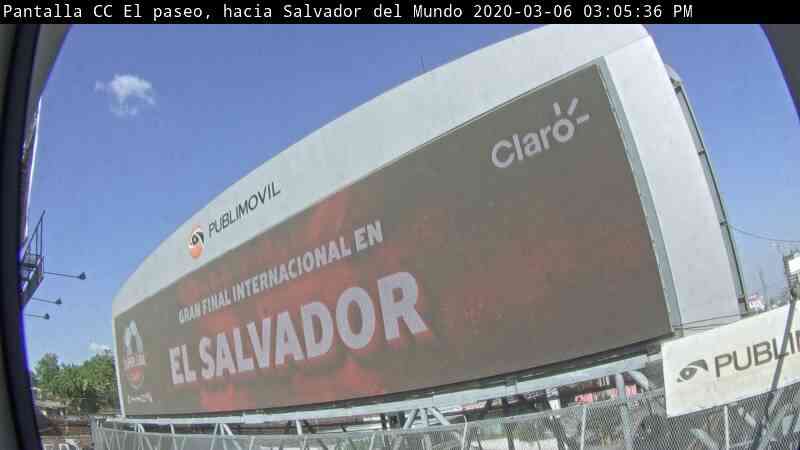 Pantalla CC El paseo, hacia Salvador del Mundo 2020-03-06 03:05:36 PM
Claro
PUBLIMOVIL
GRAN FINAL INTERNACIONAL EN
EL SALVADOR
PUBLI